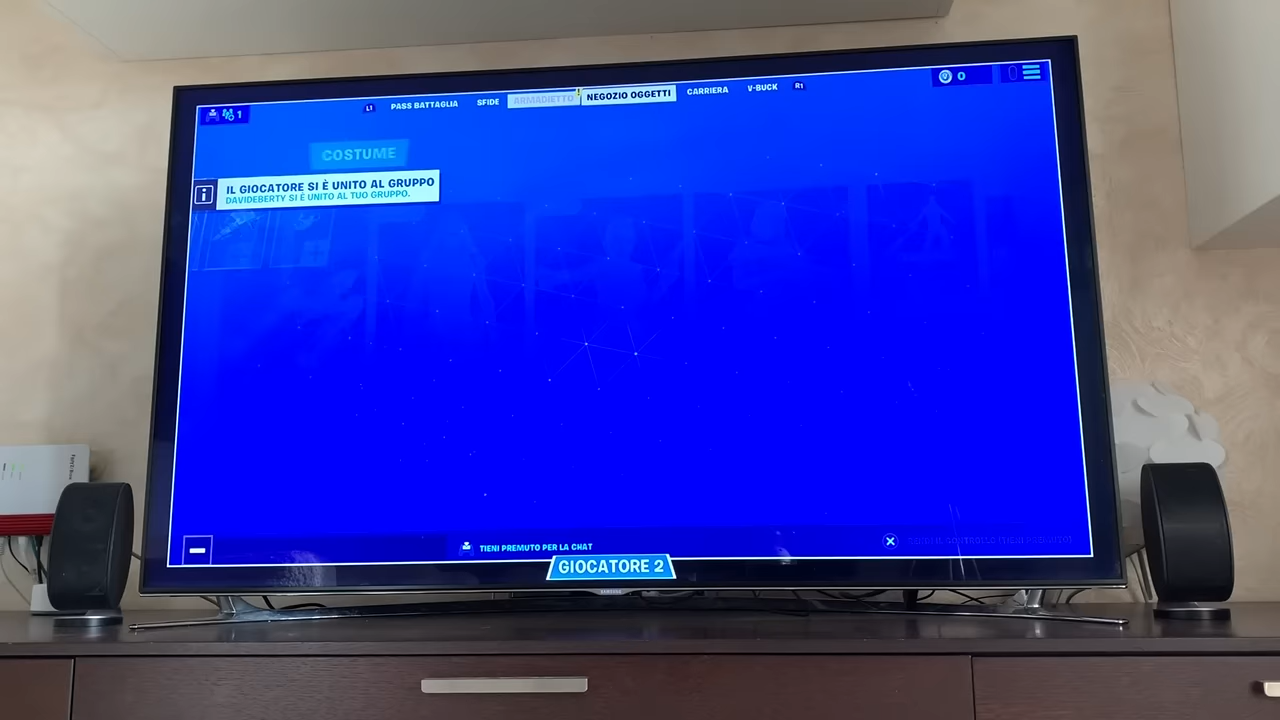 1
L1
PASS BATTAGLIA
SFIDE
ARMADIETTO
NEGOZIO OGGETTI
CARRIERA
V-BUCK
R1
0
COSTUME
IL GIOCATORE SI È UNITO AL GRUPPO
DAVIDEBERTY SI È UNITO AL TUO GRUPPO.
TIENI PREMUTO PER LA CHAT
GIOCATORE 2
SAMSUNG